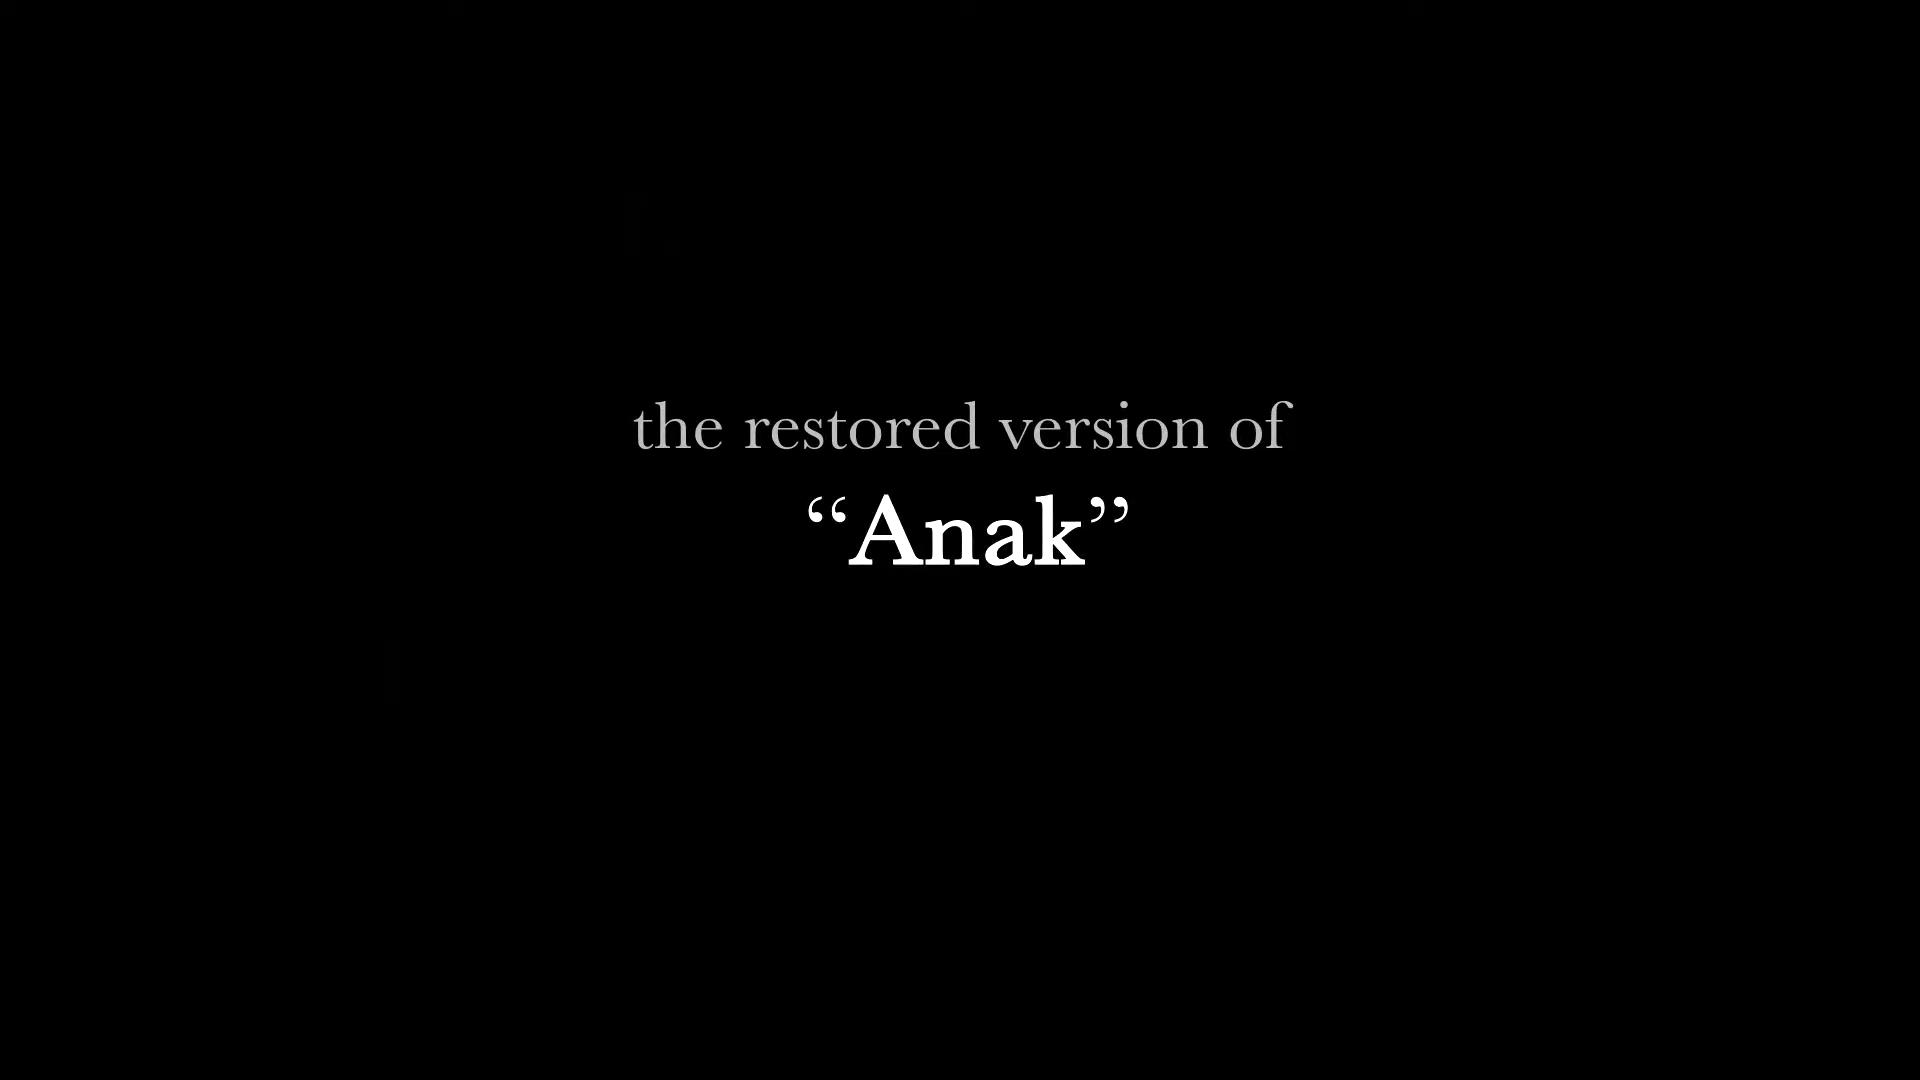 the restored version of
“Anak”